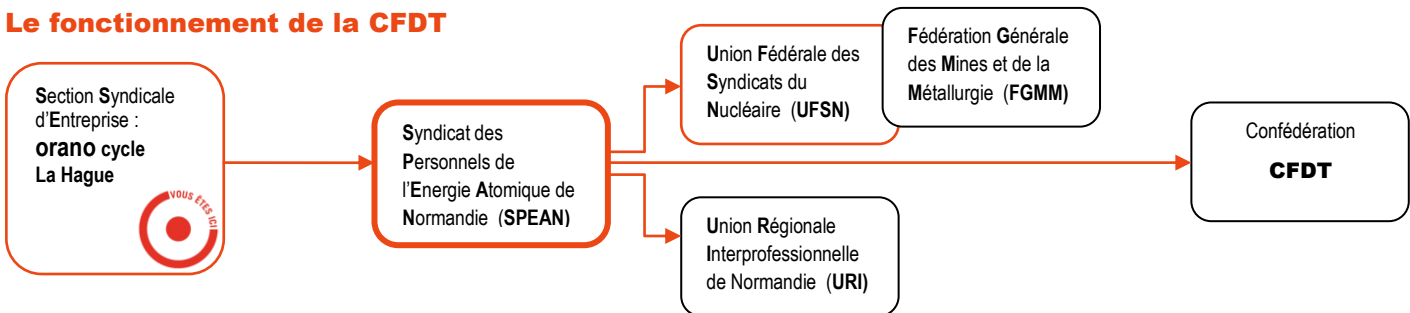 Le fonctionnement de la CFDT
Section Syndicale
d'Entreprise :
orano cycle
La Hague
VOUS ÊTES ICI
Syndicat des
Personnels de
l'Energie Atomique de
Normandie (SPEAN)
Union Fédérale des
Syndicats du
Nucléaire (UFSN)
Fédération Générale
des Mines et de la
Métallurgie (FGMM)
Union Régionale
Interprofessionnelle
de Normandie (URI)
Confédération
CFDT